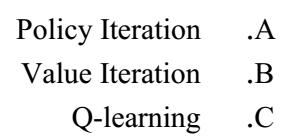 Policy Iteration .A
Value Iteration .B
Q-learning .C